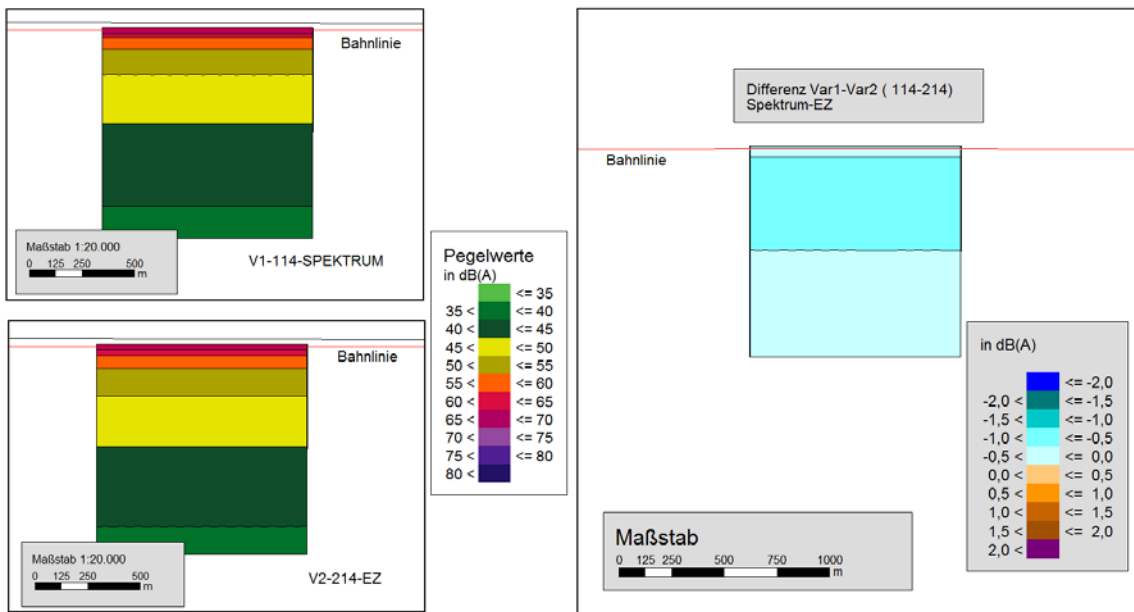 Bahnlinie
Maßstab 1:20.000
0 125 250 500
m
V1-114-SPEKTRUM
Bahnlinie
Maßstab 1:20.000
0 125 250 500
m
V2-214-EZ
Pegelwerte
in dB(A)
<= 35
35 < <= 40
40 < <= 45
45 < <= 50
50 < <= 55
55 < <= 60
60 < <= 65
65 < <= 70
70 < <= 75
75 < <= 80
80 <
Differenz Var1-Var2 ( 114-214)
Spektrum-EZ
Bahnlinie
Maßstab
0 125 250 500 750 1000
m
in dB(A)
<= -2,0
-2,0 < <= -1,5
-1,5 < <= -1,0
-1,0 < <= -0,5
-0,5 < <= 0,0
0,0 < <= 0,5
0,5 < <= 1,0
1,0 < <= 1,5
1,5 < <= 2,0
2,0 <